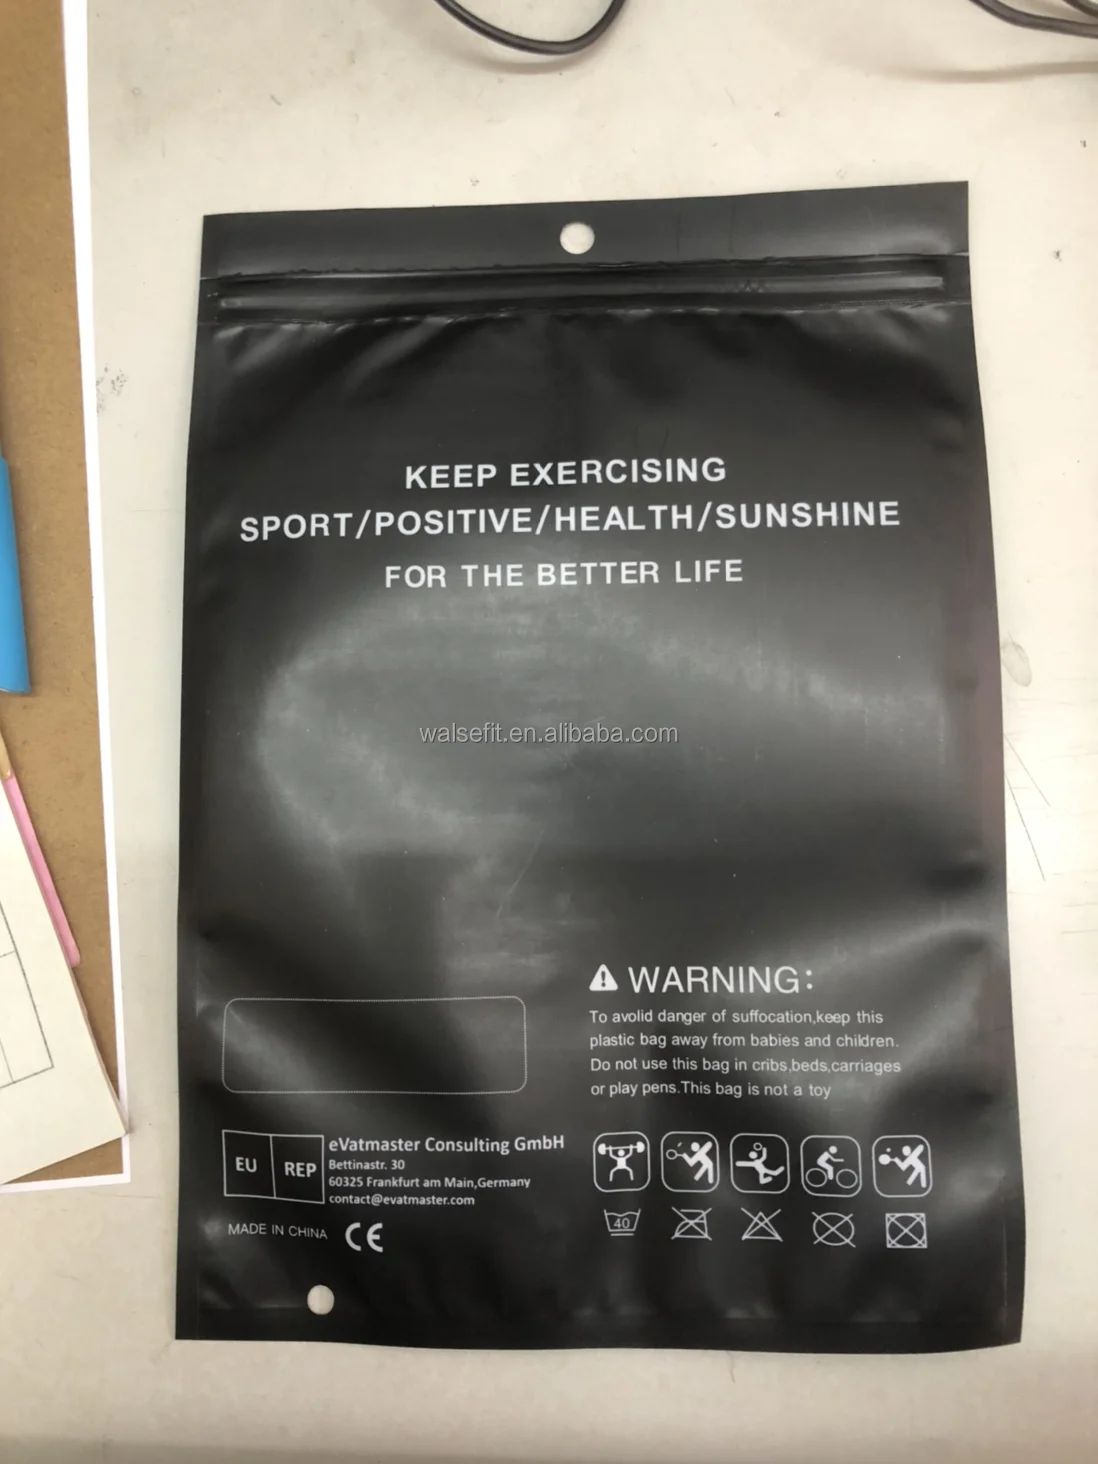 KEEP EXERCISING
SPORT/POSITIVE/HEALTH/SUNSHINE
FOR THE BETTER LIFE
walsefit.en.alibaba.com
WARNING:
To avolid danger of suffocation,keep this
plastic bag away from babies and children.
Do not use this bag in cribs,beds,carriages
or play pens.This bag is not a toy
EU REP
eVatmaster Consulting GmbH
Bettinastr. 30
60325 Frankfurt am Main,Germany
contact@evatmaster.com
MADE IN CHINA CE
40